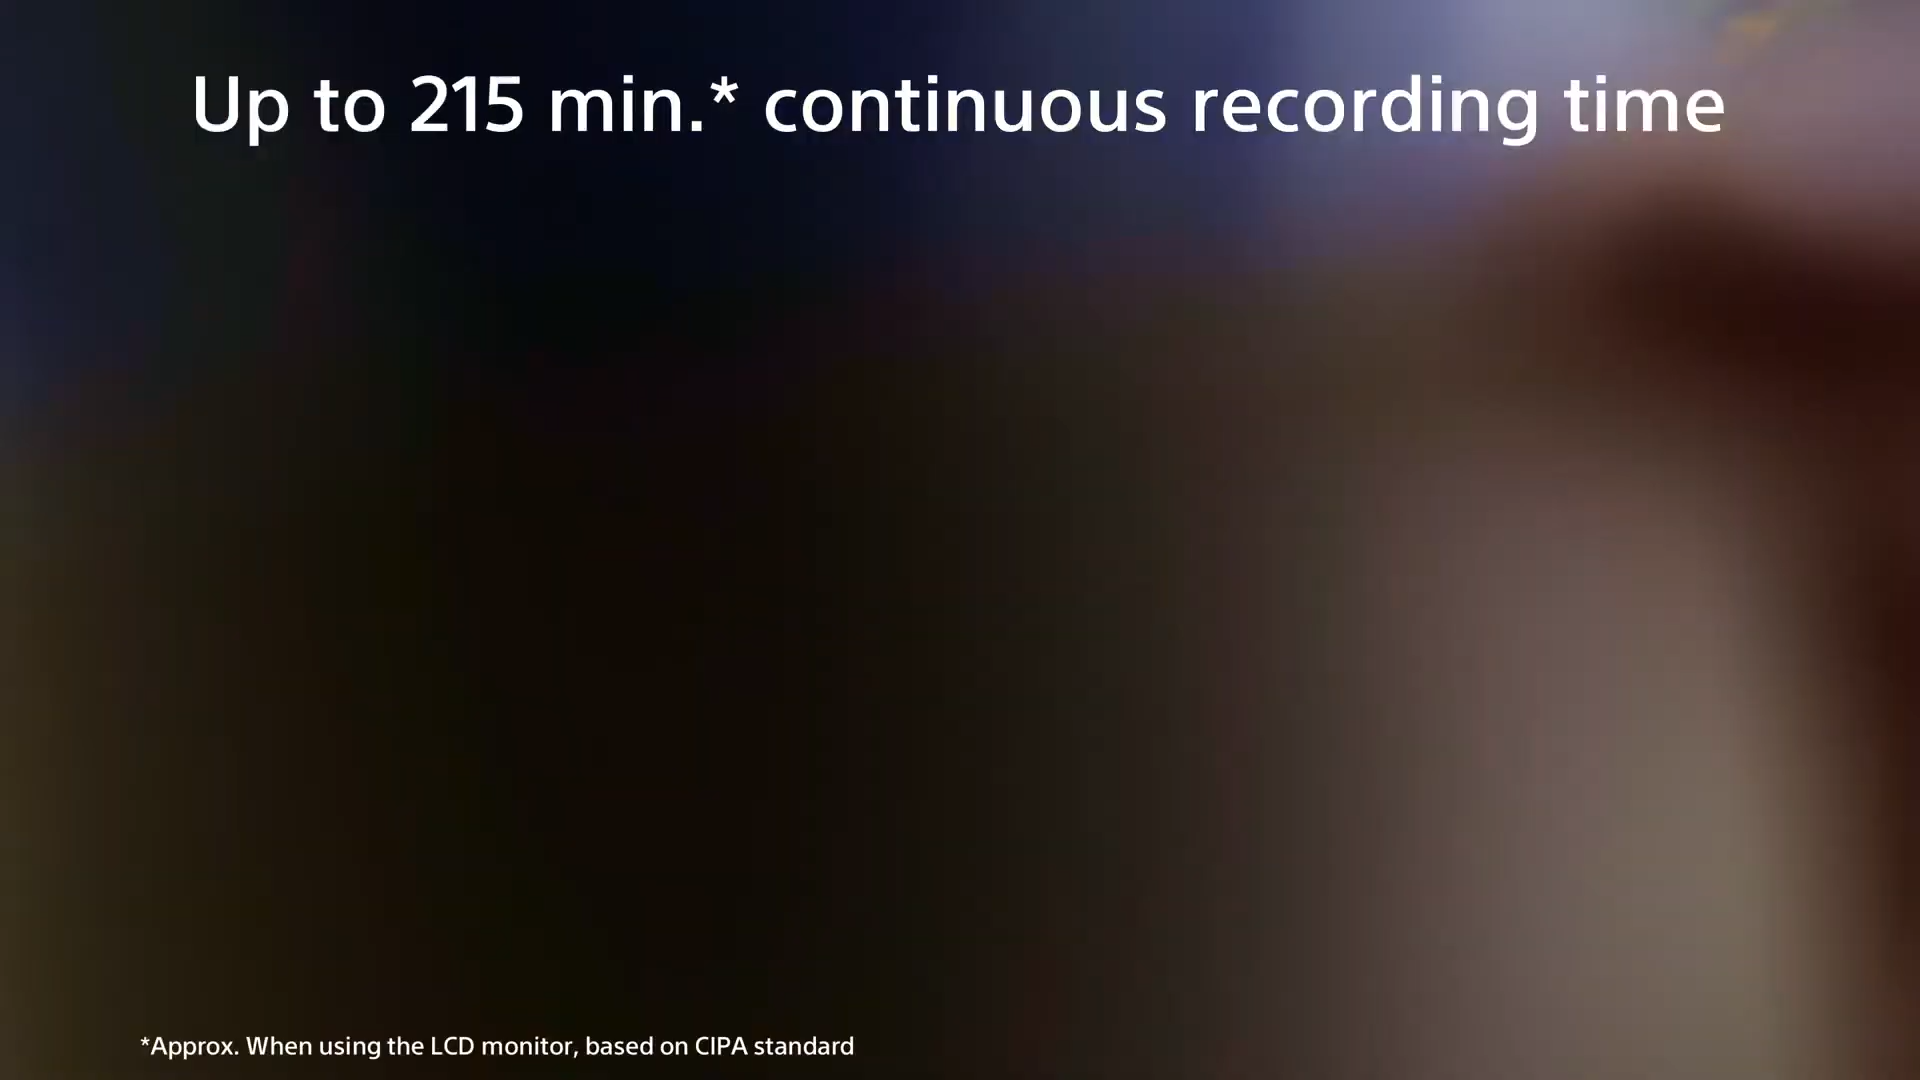 Up to 215 min.* continuous recording time
*Approx. When using the LCD monitor, based on CIPA standard